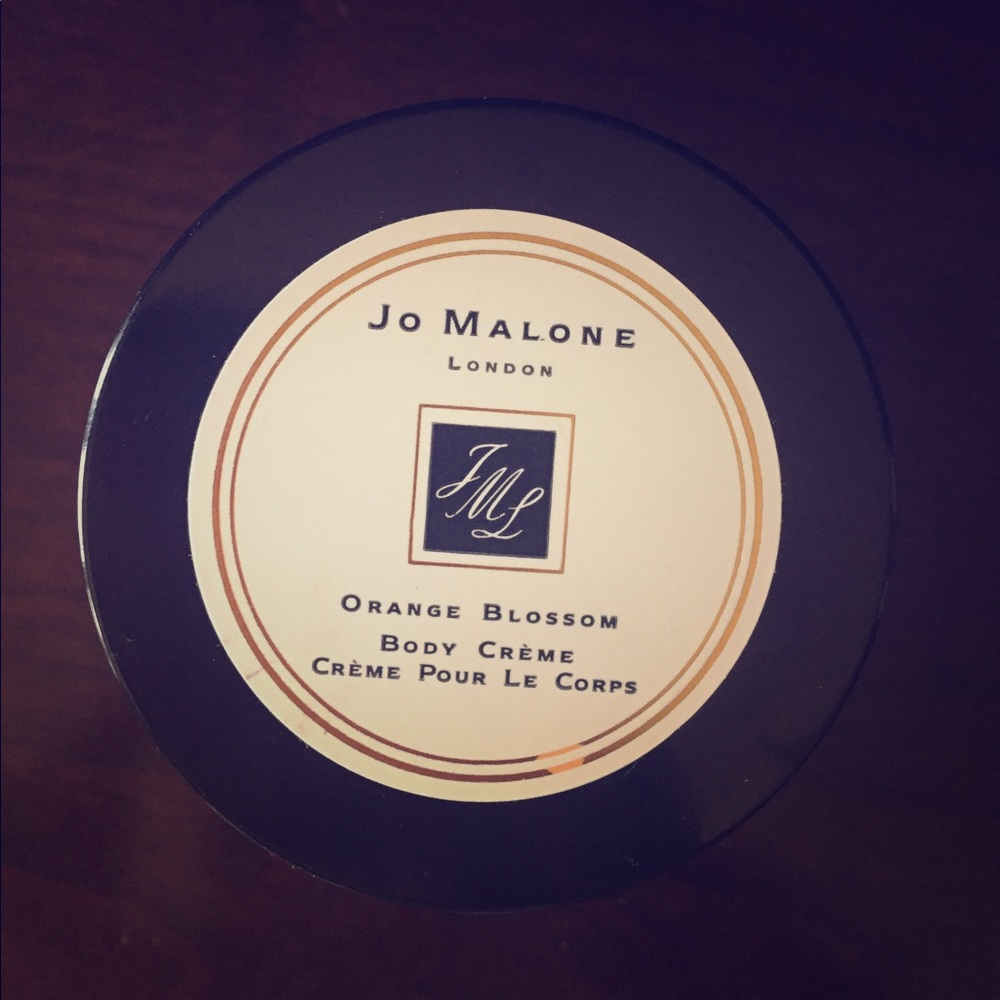 Jo Malone
London
JML
Orange Blossom
Body Crème
Crème Pour Le Corps